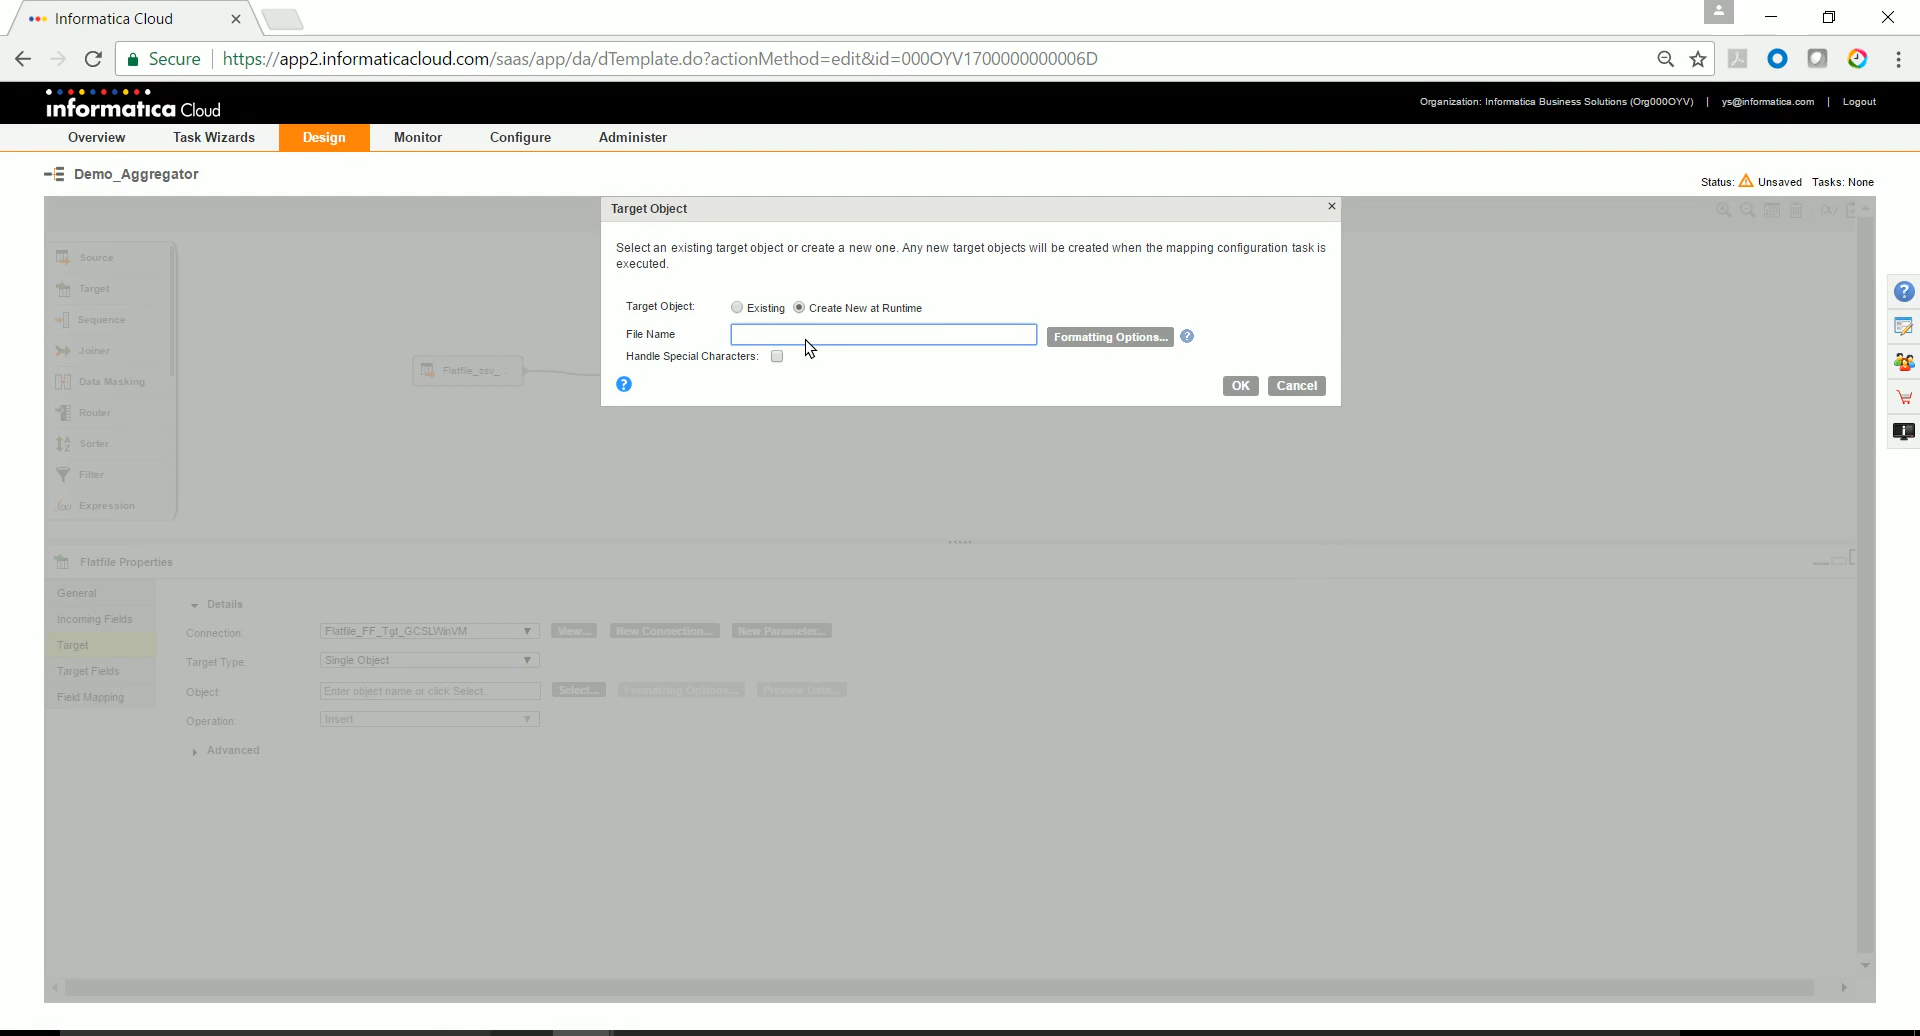 Informatica Cloud
Secure https://app2.informaticacloud.com/saas/app/da/dTemplate.do?actionMethod=edit&id=000OYV1700000000006D
informatica Cloud
Organization: Informatica Business Solutions (Org000OYV) | ys@informatica.com | Logout
Overview Task Wizards Design Monitor Configure Administer
Demo_Aggregator
Status: Unsaved Tasks: None
Target Object
Select an existing target object or create a new one. Any new target objects will be created when the mapping configuration task is
executed.
Target Object: Existing Create New at Runtime
File Name Formatting Options... ?
Handle Special Characters:
?
OK Cancel
Source
Target
Sequence
Joiner
Data Masking
Router
Sorter
Filter
f(x) Expression
Flatfile_csv_...
Flatfile Properties
General
Incoming Fields
Target
Target Fields
Field Mapping
Details
Connection: Flatfile_FF_Tgt_GCSLWinVM View... New Connection... New Parameter...
Target Type: Single Object
Object: Enter object name or click Select.. Select... Formatting Options... Preview Data...
Operation: Insert
Advanced